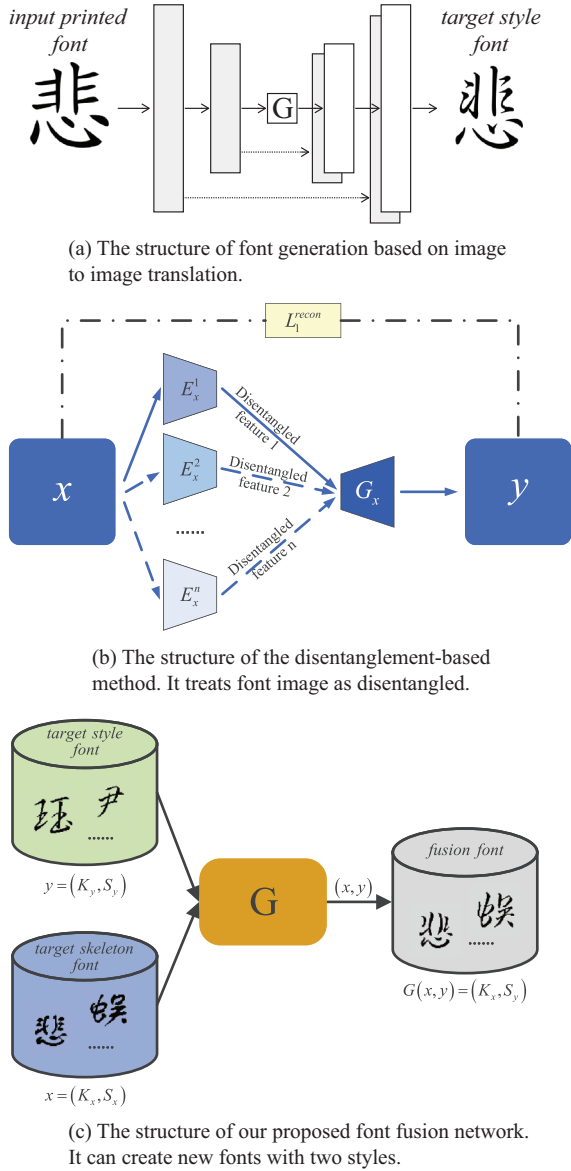 input printed
font
target style
font
悲
G
悲
(a) The structure of font generation based on image
to image translation.
L_1^{recon}
E_x^1
Disentangled
feature 1
x
E_x^2
Disentangled
feature 2
G_x
y
......
E_x^n
Disentangled
feature n
(b) The structure of the disentanglement-based
method. It treats font image as disentangled.
target style
font
珏 尹
......
y=(K_y,S_y)
G
(x,y)
fusion font
悲 蜈
......
G(x,y)=(K_x,S_y)
target skeleton
font
悲 蜈
......
x=(K_x,S_x)
(c) The structure of our proposed font fusion network.
It can create new fonts with two styles.